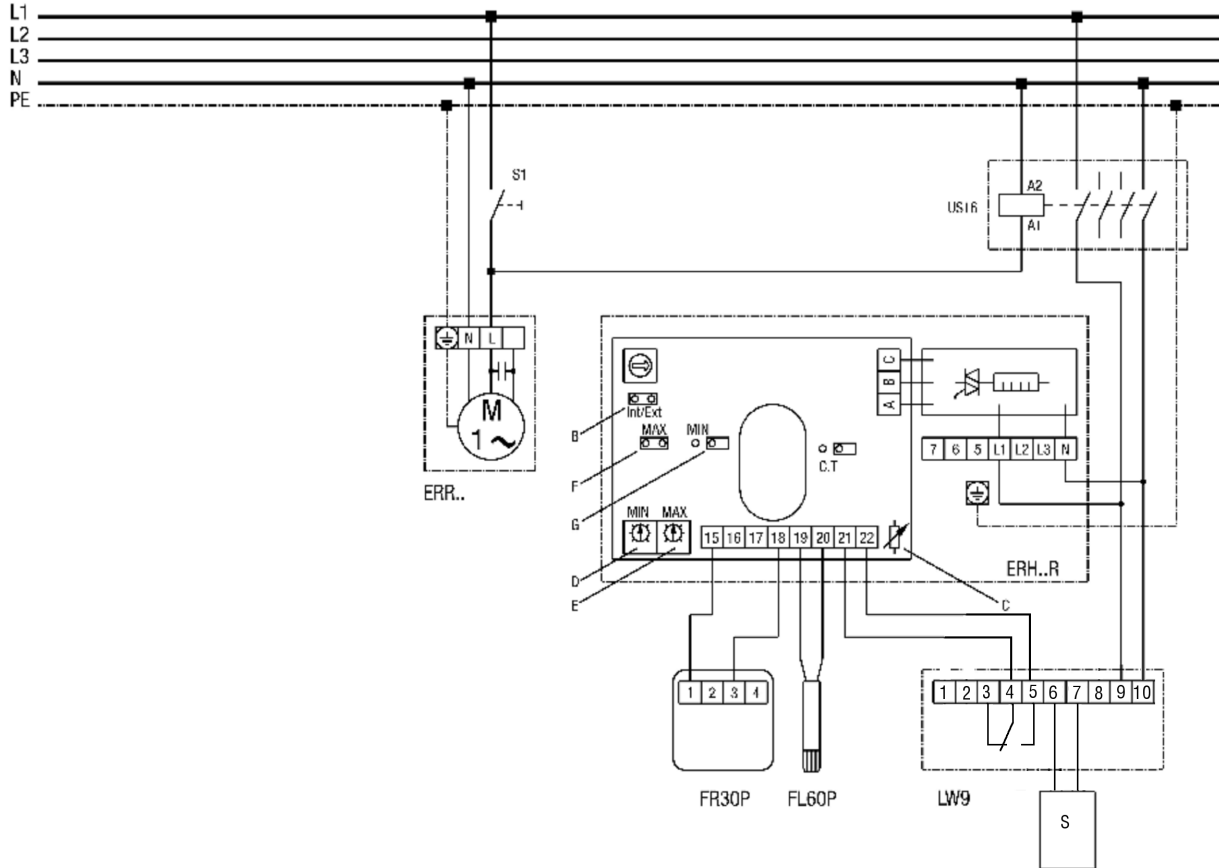 L1
L2
L3
N
PE
S1
A2
UST6
A1
N L
M
1 ~
ERR..
Int/Ext
B
MAX MIN
F
G
C.T
C
B
A
7 6 5 L1 L2 L3 N
MIN MAX
D
E
15 16 17 18 19 20 21 22
ERH..R
C
1 2 3 4
FR30P
FL60P
1 2 3 4 5 6 7 8 9 10
LW9
S